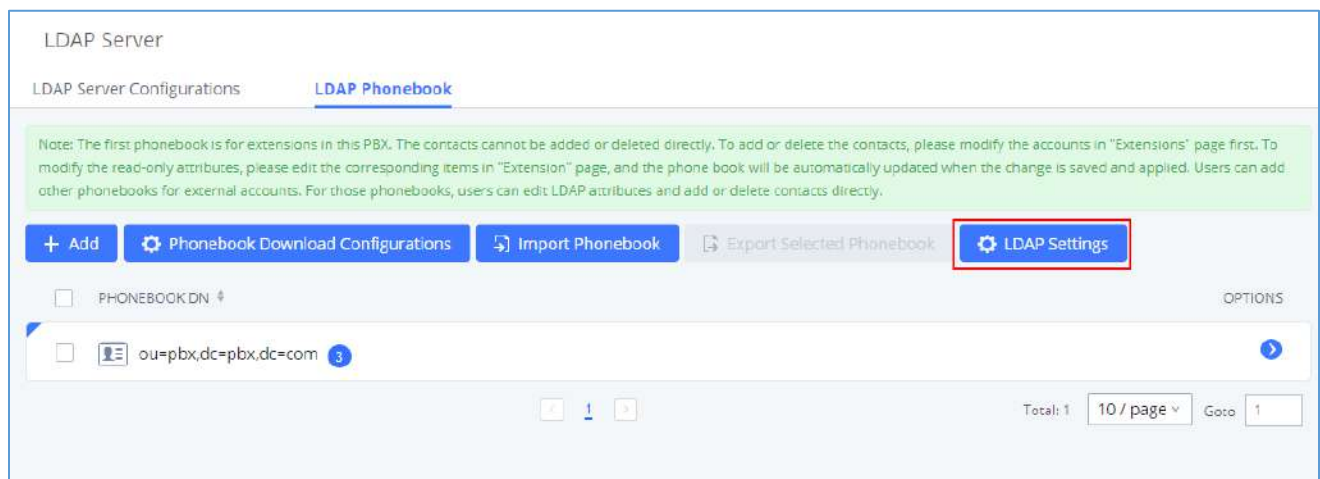 LDAP Server
LDAP Server Configurations LDAP Phonebook
Note: The first phonebook is for extensions in this PBX. The contacts cannot be added or deleted directly. To add or delete the contacts, please modify the accounts in "Extensions" page first. To
modify the read-only attributes, please edit the corresponding items in "Extension" page, and the phone book will be automatically updated when the change is saved and applied. Users can add
other phonebooks for external accounts. For those phonebooks, users can edit LDAP attributes and add or delete contacts directly.
+ Add Phonebook Download Configurations Import Phonebook Export Selected Phonebook LDAP Settings
PHONEBOOK DN OPTIONS
ou=pbx,dc=pbx,dc=com 3
< 1 > Total: 1 10 / page Goto 1